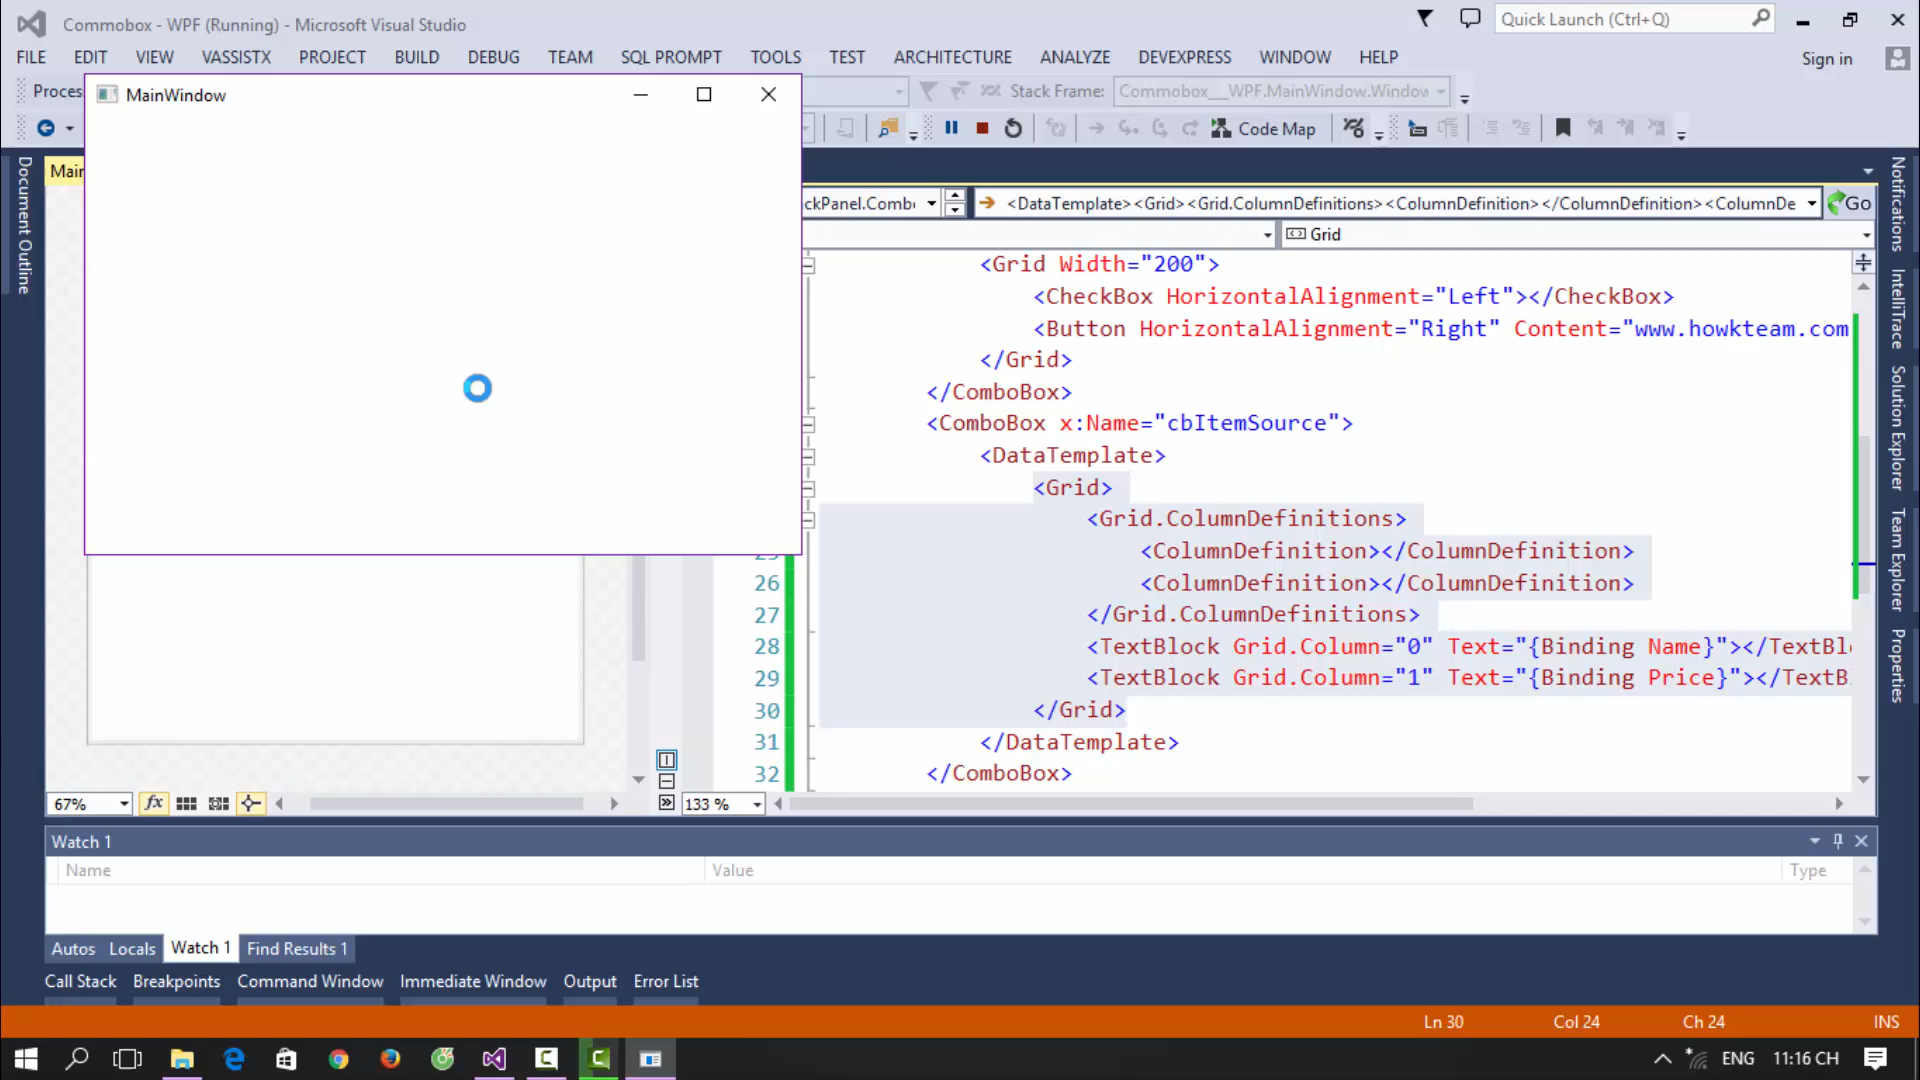 Commobox - WPF (Running) - Microsoft Visual Studio
Quick Launch (Ctrl+Q)
FILE EDIT VIEW VASSISTX PROJECT BUILD DEBUG TEAM SQL PROMPT TOOLS TEST ARCHITECTURE ANALYZE DEVEXPRESS WINDOW HELP
Sign in
Proces
MainWindow
Stack Frame:
Commobox__WPF.MainWindow.Window
Code Map
Document Outline
Main
ckPanel.Comb
<DataTemplate><Grid><Grid.ColumnDefinitions><ColumnDefinition></ColumnDefinition><ColumnDe
Go
Grid
<Grid Width="200">
<CheckBox HorizontalAlignment="Left"></CheckBox>
<Button HorizontalAlignment="Right" Content="www.howkteam.com
</Grid>
</ComboBox>
<ComboBox x:Name="cbItemSource">
<DataTemplate>
<Grid>
<Grid.ColumnDefinitions>
<ColumnDefinition></ColumnDefinition>
26 <ColumnDefinition></ColumnDefinition>
27 </Grid.ColumnDefinitions>
28 <TextBlock Grid.Column="0" Text="{Binding Name}"></TextBl
29 <TextBlock Grid.Column="1" Text="{Binding Price}"></TextB
30 </Grid>
31 </DataTemplate>
32 </ComboBox>
Notifications
IntelliTrace
Solution Explorer
Team Explorer
Properties
67%
fx
133 %
Watch 1
Name Value Type
Autos Locals Watch 1 Find Results 1
Call Stack Breakpoints Command Window Immediate Window Output Error List
Ln 30 Col 24 Ch 24 INS
ENG 11:16 CH